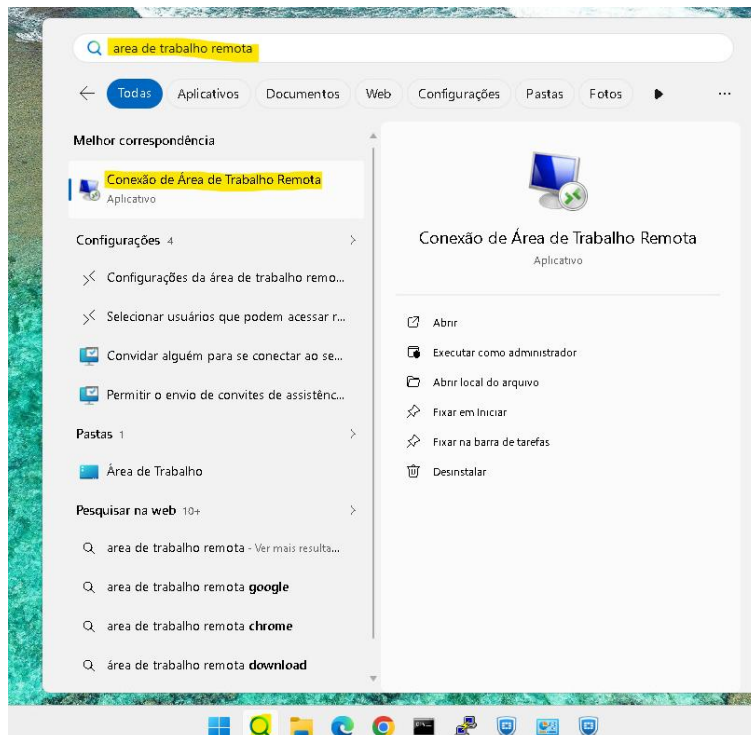 area de trabalho remota
Todas Aplicativos Documentos Web Configurações Pastas Fotos ...
Melhor correspondência
Conexão de Área de Trabalho Remota
Aplicativo
Configurações 4
Configurações da área de trabalho remo...
Selecionar usuários que podem acessar r...
Convidar alguém para se conectar ao se...
Permitir o envio de convites de assistênc...
Pastas 1
Área de Trabalho
Pesquisar na web 10+
area de trabalho remota - Ver mais resulta...
area de trabalho remota google
area de trabalho remota chrome
área de trabalho remota download
Conexão de Área de Trabalho Remota
Aplicativo
Abrir
Executar como administrador
Abrir local do arquivo
Fixar em Iniciar
Fixar na barra de tarefas
Desinstalar